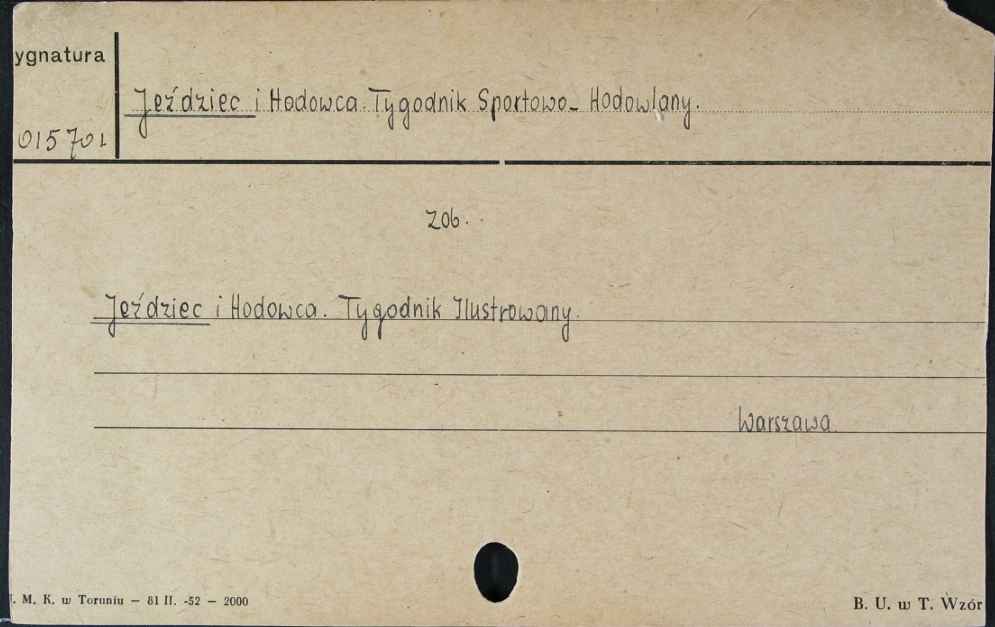 ygnatura
Jeździec i Hodowca. Tygodnik Sportowo-Hodowlany.
015701
zob.
Jeździec i Hodowca. Tygodnik Ilustrowany.
Warszawa
. M. K. w Toruniu — 81 II. -52 — 2000
B. U. w T. Wzór